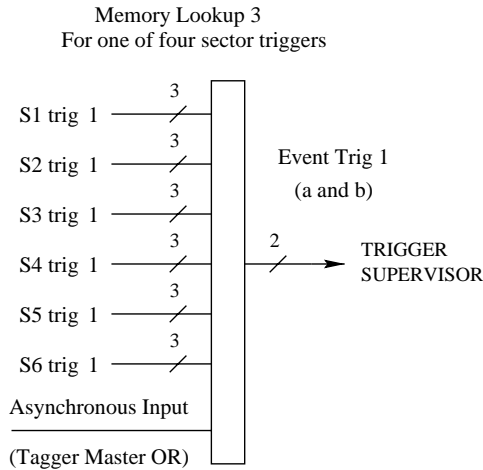 Memory Lookup 3
For one of four sector triggers
3
S1 trig 1
3
S2 trig 1
Event Trig 1
3
(a and b)
S3 trig 1
3
2
S4 trig 1
TRIGGER
SUPERVISOR
3
S5 trig 1
3
S6 trig 1
Asynchronous Input
(Tagger Master OR)